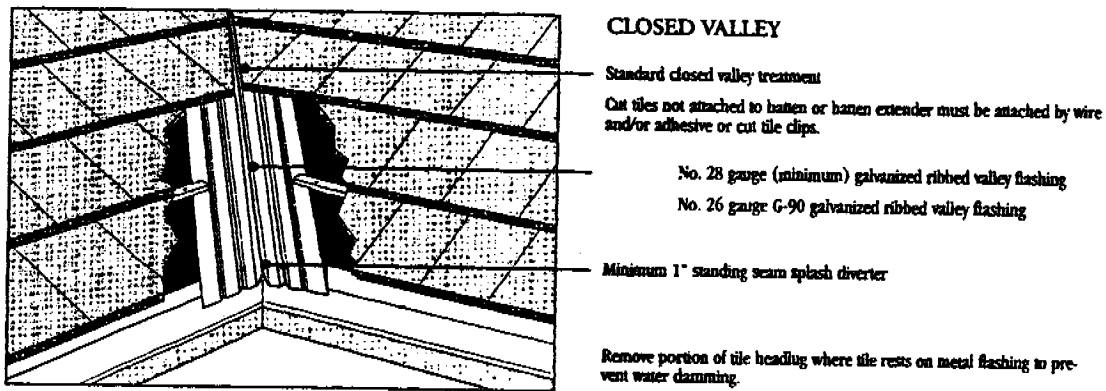 CLOSED VALLEY
Standard closed valley treatment
Cut tiles not attached to batten or batten extender must be attached by wire
and/or adhesive or cut tile clips.
No. 28 gauge (minimum) galvanized ribbed valley flashing
No. 26 gauge G-90 galvanized ribbed valley flashing
Minimum 1" standing seam splash diverter
Remove portion of tile headlug where tile rests on metal flashing to pre-
vent water damming.